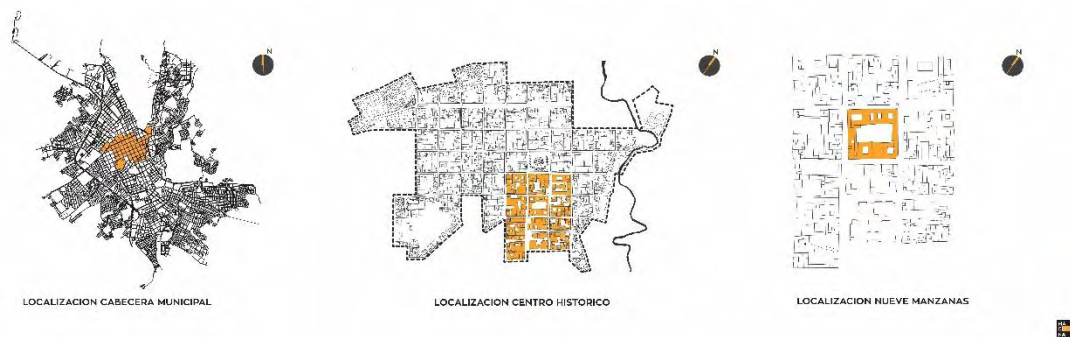 N
N
N
LOCALIZACION CABECERA MUNICIPAL
LOCALIZACION CENTRO HISTORICO
LOCALIZACION NUEVE MANZANAS